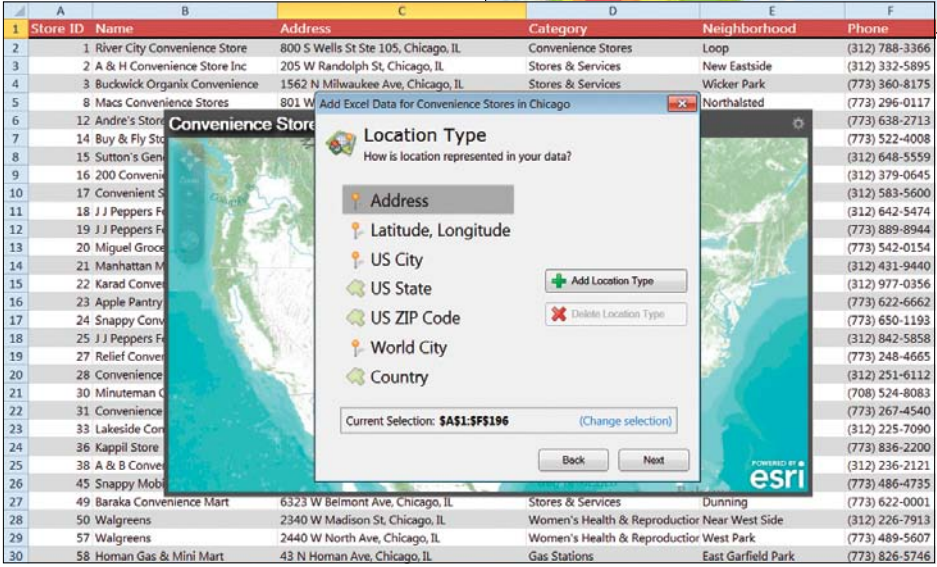 A B C D E F
1 Store ID Name Address Category Neighborhood Phone
2 1 River City Convenience Store 800 S Wells St Ste 105, Chicago, IL Convenience Stores Loop (312) 788-3366
3 2 A & H Convenience Store Inc 205 W Randolph St, Chicago, IL Stores & Services New Eastside (312) 332-5895
4 3 Buckwick Organix Convenience 1562 N Milwaukee Ave, Chicago, IL Stores & Services Wicker Park (773) 360-8175
5 8 Macs Convenience Stores 801 W Northalsted (773) 296-0117
6 12 Andre's Store (773) 638-2713
7 14 Buy & Fly Sto (773) 522-4008
8 15 Sutton's Gen (312) 648-5559
9 16 200 Conveni (312) 379-0645
10 17 Convenient S (312) 583-5600
11 18 J J Peppers F (312) 642-5474
12 19 J J Peppers F (773) 889-8944
13 20 Miguel Groce (773) 542-0154
14 21 Manhattan M (312) 431-9440
15 22 Karad Conve (312) 977-0356
16 23 Apple Pantry (773) 622-6662
17 24 Snappy Conv (773) 650-1193
18 25 J J Peppers F (312) 842-5858
19 27 Relief Conver (773) 248-4665
20 28 Convenience (312) 251-6112
21 30 Minuteman C (708) 524-8083
22 31 Convenience (773) 267-4540
23 33 Lakeside Con (312) 225-7090
24 36 Kappil Store (773) 836-2200
25 38 A & B Conve (312) 236-2121
26 45 Snappy Mobi (773) 486-4735
27 49 Baraka Convenience Mart 6323 W Belmont Ave, Chicago, IL Stores & Services Dunning (773) 622-0001
28 50 Walgreens 2340 W Madison St, Chicago, IL Women's Health & Reproduction Near West Side (312) 226-7913
29 57 Walgreens 2440 W North Ave, Chicago, IL Women's Health & Reproduction West Park (773) 489-5607
30 58 Homan Gas & Mini Mart 43 N Homan Ave, Chicago, IL Gas Stations East Garfield Park (773) 826-5746
Convenience Store
Add Excel Data for Convenience Stores in Chicago
Location Type
How is location represented in your data?
Address
Latitude, Longitude
US City
US State
US ZIP Code
World City
Country
Add Location Type
Delete Location Type
Current Selection: $A$1:$F$196 (Change selection)
Back Next
POWERED BY
esri